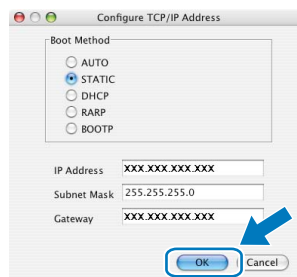 Configure TCP/IP Address
Boot Method
AUTO
STATIC
DHCP
RARP
BOOTP
IP Address XXX.XXX.XXX.XXX
Subnet Mask 255.255.255.0
Gateway XXX.XXX.XXX.XXX
OK Cancel